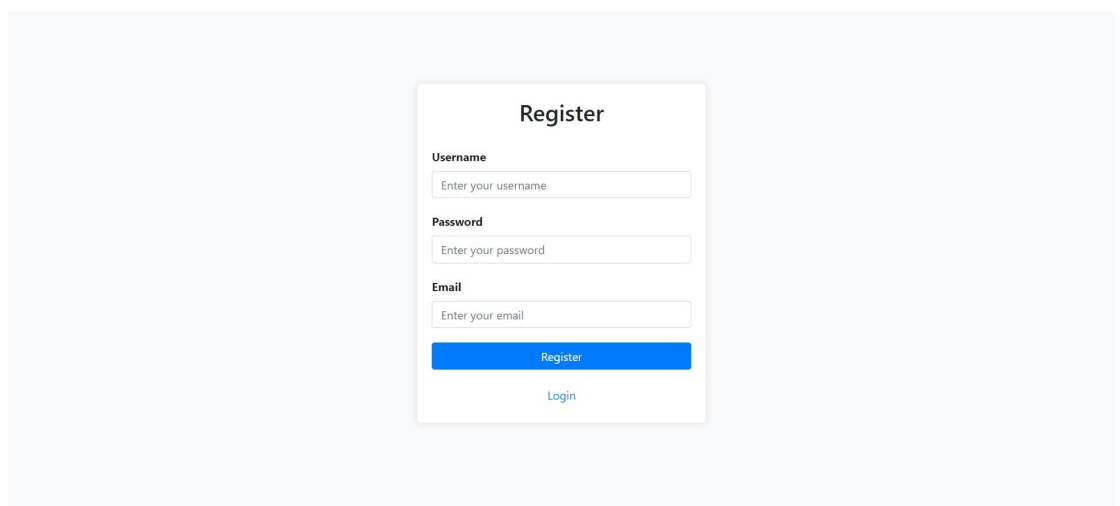 Register
Username
Enter your username
Password
Enter your password
Email
Enter your email
Register
Login